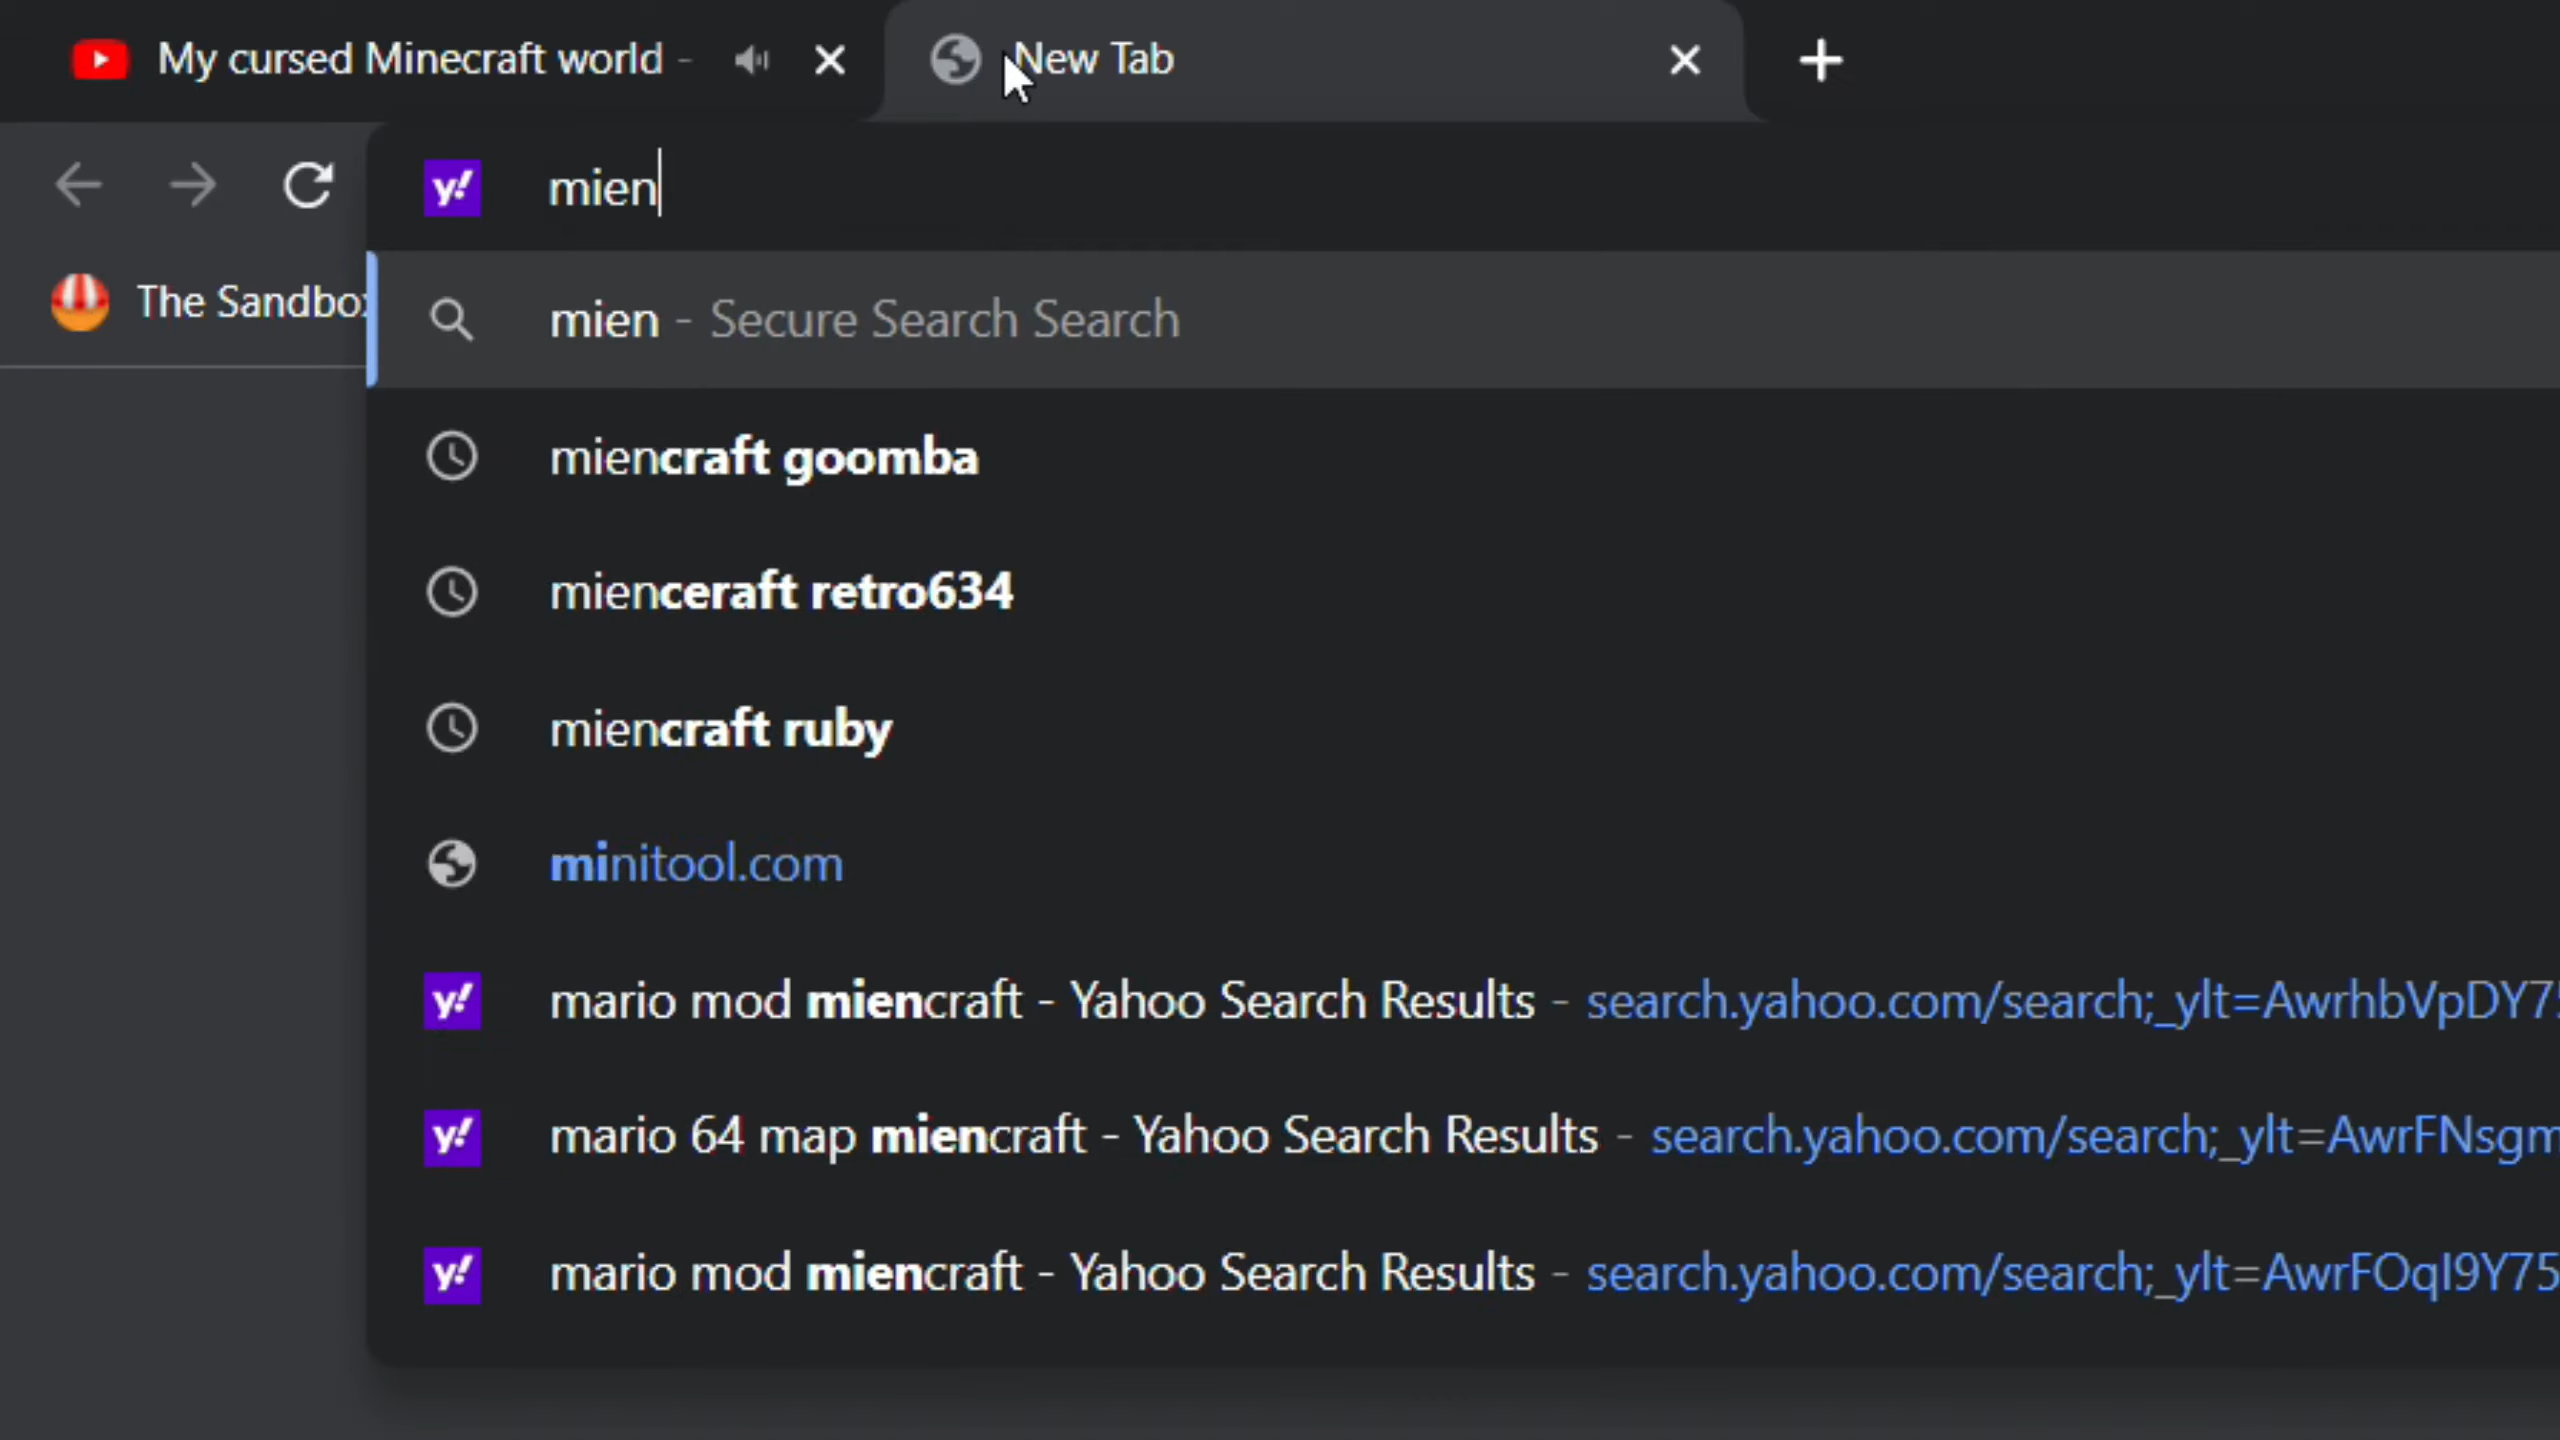 My cursed Minecraft world -
New Tab
y! mien
The Sandbox
mien - Secure Search Search
miencraft goomba
mienceraft retro634
miencraft ruby
minitool.com
y! mario mod miencraft - Yahoo Search Results - search.yahoo.com/search;_ylt=AwrhbVpDY7
y! mario 64 map miencraft - Yahoo Search Results - search.yahoo.com/search;_ylt=AwrFNsgm
y! mario mod miencraft - Yahoo Search Results - search.yahoo.com/search;_ylt=AwrFOqI9Y75